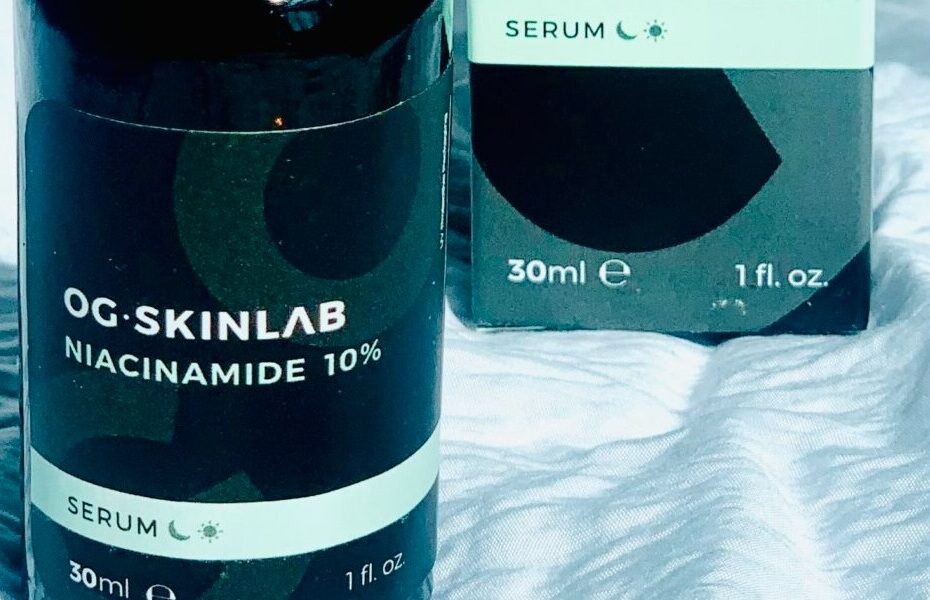 SERUM
30ml ℮ 1 fl. oz.
OG·SKINLAB
NIACINAMIDE 10%
SERUM
30ml ℮ 1 fl. oz.